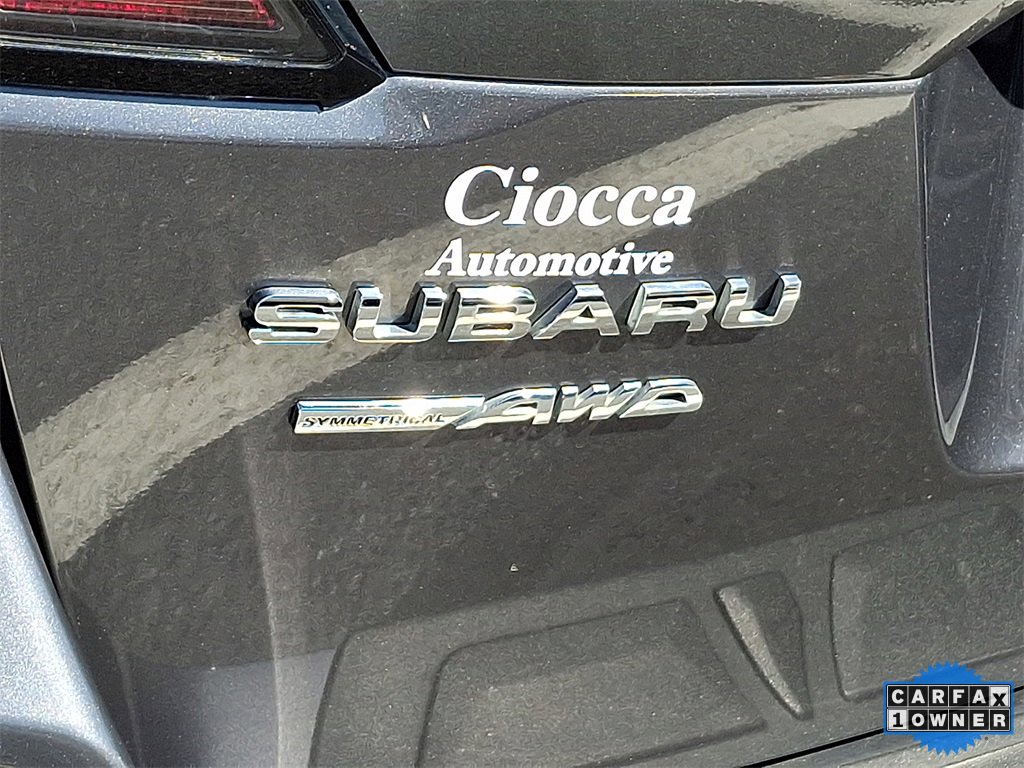 Ciocca
Automotive
SUBARU
SYMMETRICAL AWD
CARFAX
1 OWNER